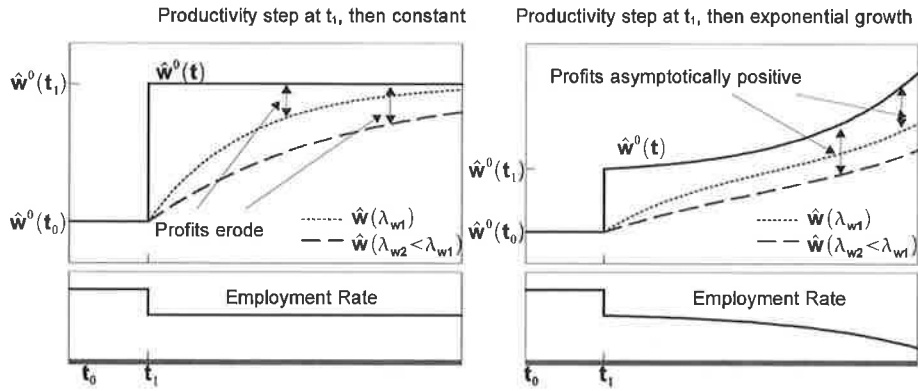 Productivity step at t₁, then constant
ŵ⁰(t₁)
ŵ⁰(t)
ŵ⁰(t₀)
Profits erode
ŵ(λw1)
ŵ(λw2<λw1)
Employment Rate
t₀
t₁
Productivity step at t₁, then exponential growth
Profits asymptotically positive
ŵ⁰(t)
ŵ⁰(t₁)
ŵ⁰(t₀)
ŵ(λw1)
ŵ(λw2<λw1)
Employment Rate
t₀
t₁